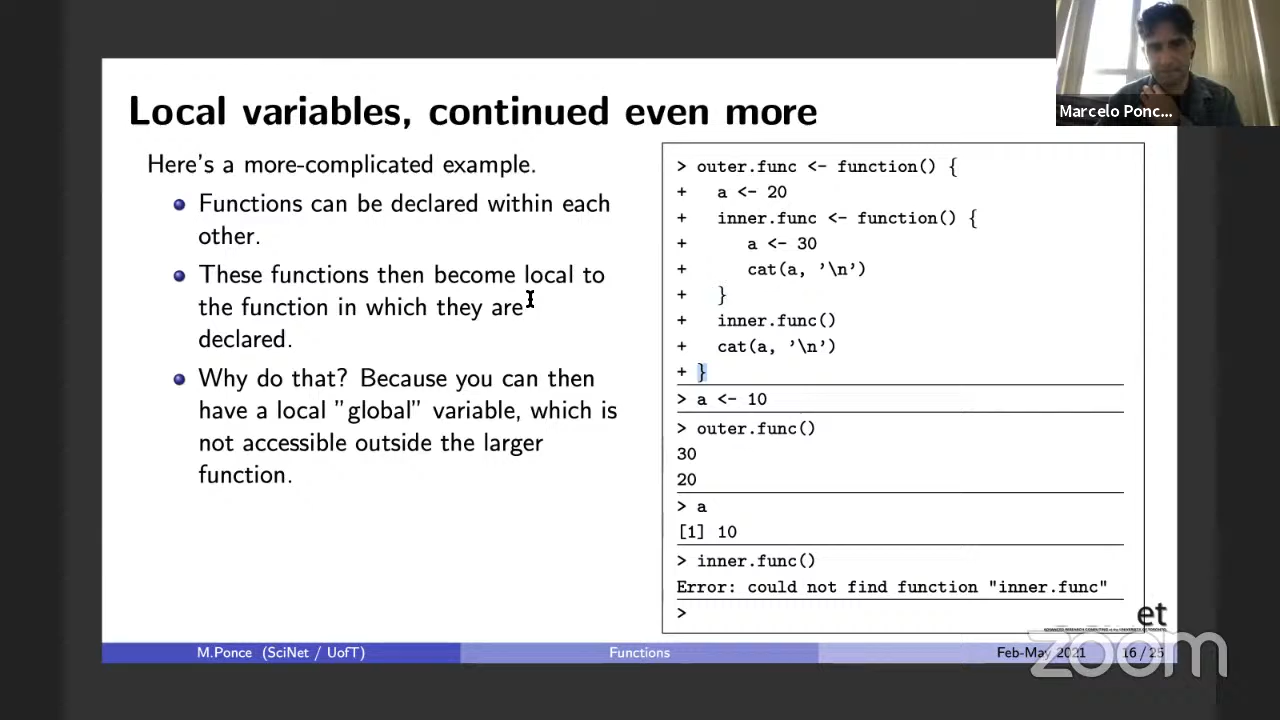 Local variables, continued even more
Marcelo Ponc...
Here's a more-complicated example.
Functions can be declared within each
other.
These functions then become local to
the function in which they are
declared.
Why do that? Because you can then
have a local "global" variable, which is
not accessible outside the larger
function.
> outer.func <- function() {
+ a <- 20
+ inner.func <- function() {
+ a <- 30
+ cat(a, '\n')
+ }
+ inner.func()
+ cat(a, '\n')
+ }
> a <- 10
> outer.func()
30
20
> a
[1] 10
> inner.func()
Error: could not find function "inner.func"
>
et
M.Ponce (SciNet / UofT)
Functions
Feb-May 2021
16 / 25
zoom